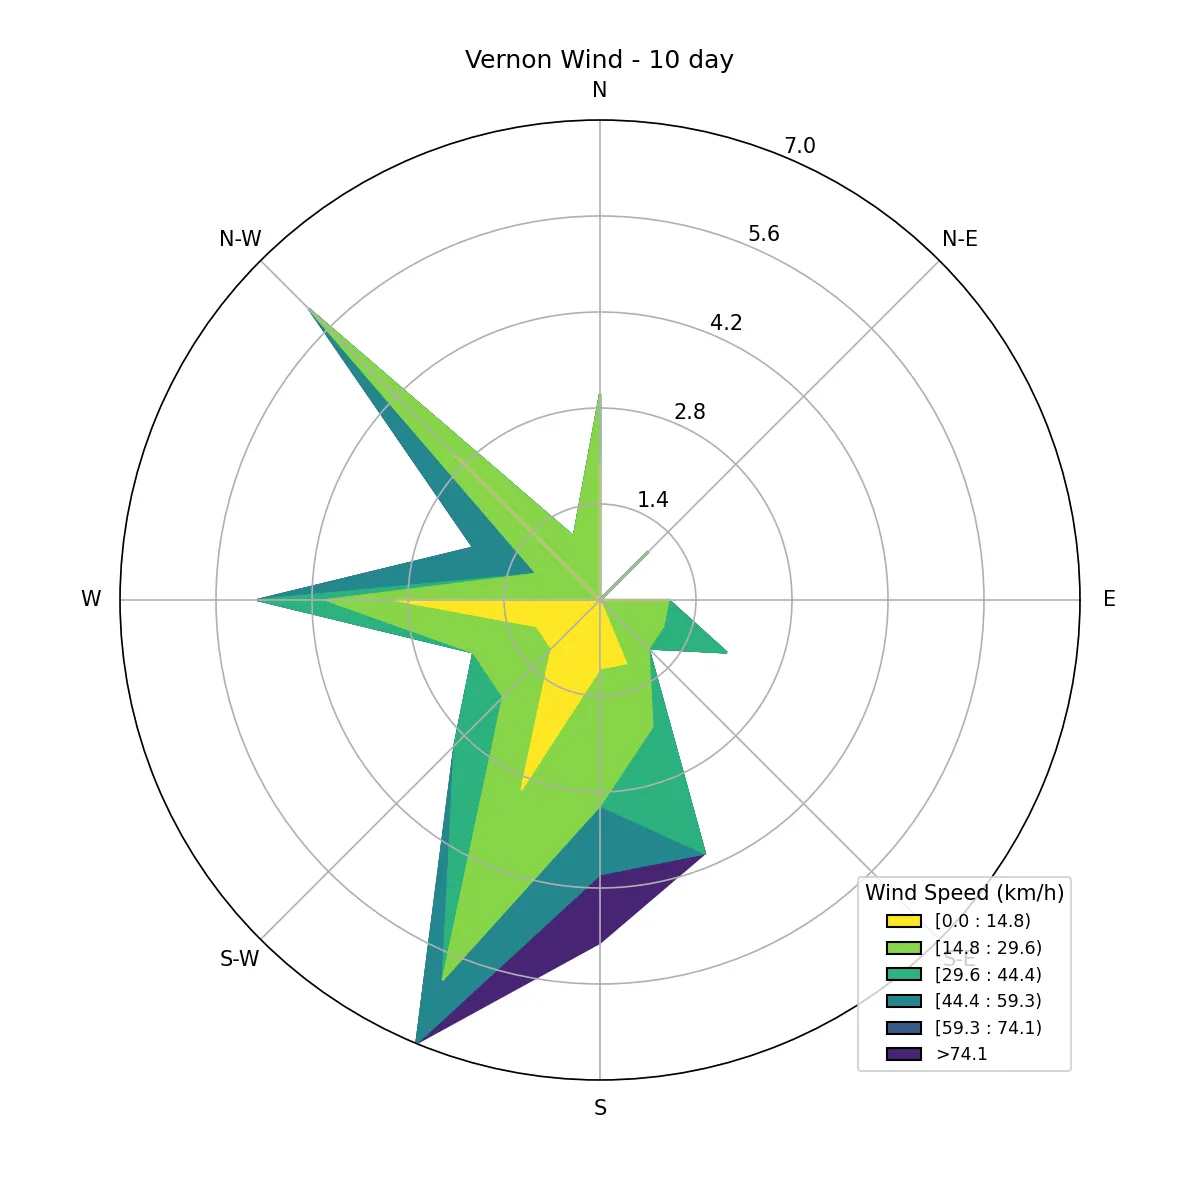 Vernon Wind - 10 day
N
7.0
N-W
N-E
5.6
4.2
2.8
1.4
W
E
Wind Speed (km/h)
[0.0 : 14.8)
[14.8 : 29.6)
S-W
S-E
[29.6 : 44.4)
[44.4 : 59.3)
[59.3 : 74.1)
>74.1
S